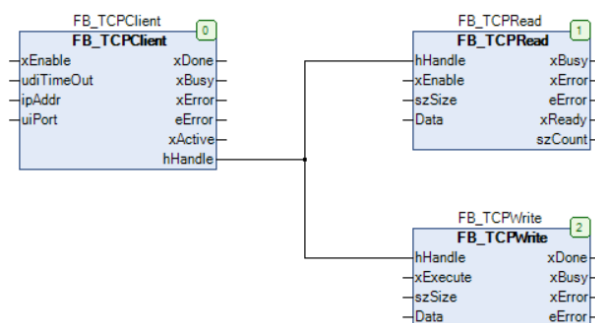 FB_TCPClient
0
FB_TCPClient
xEnable xDone
udiTimeOut xBusy
ipAddr xError
uiPort eError
xActive
hHandle
FB_TCPRead
1
FB_TCPRead
hHandle xBusy
xEnable xError
szSize eError
Data xReady
szCount
FB_TCPWrite
2
FB_TCPWrite
hHandle xDone
xExecute xBusy
szSize xError
Data eError